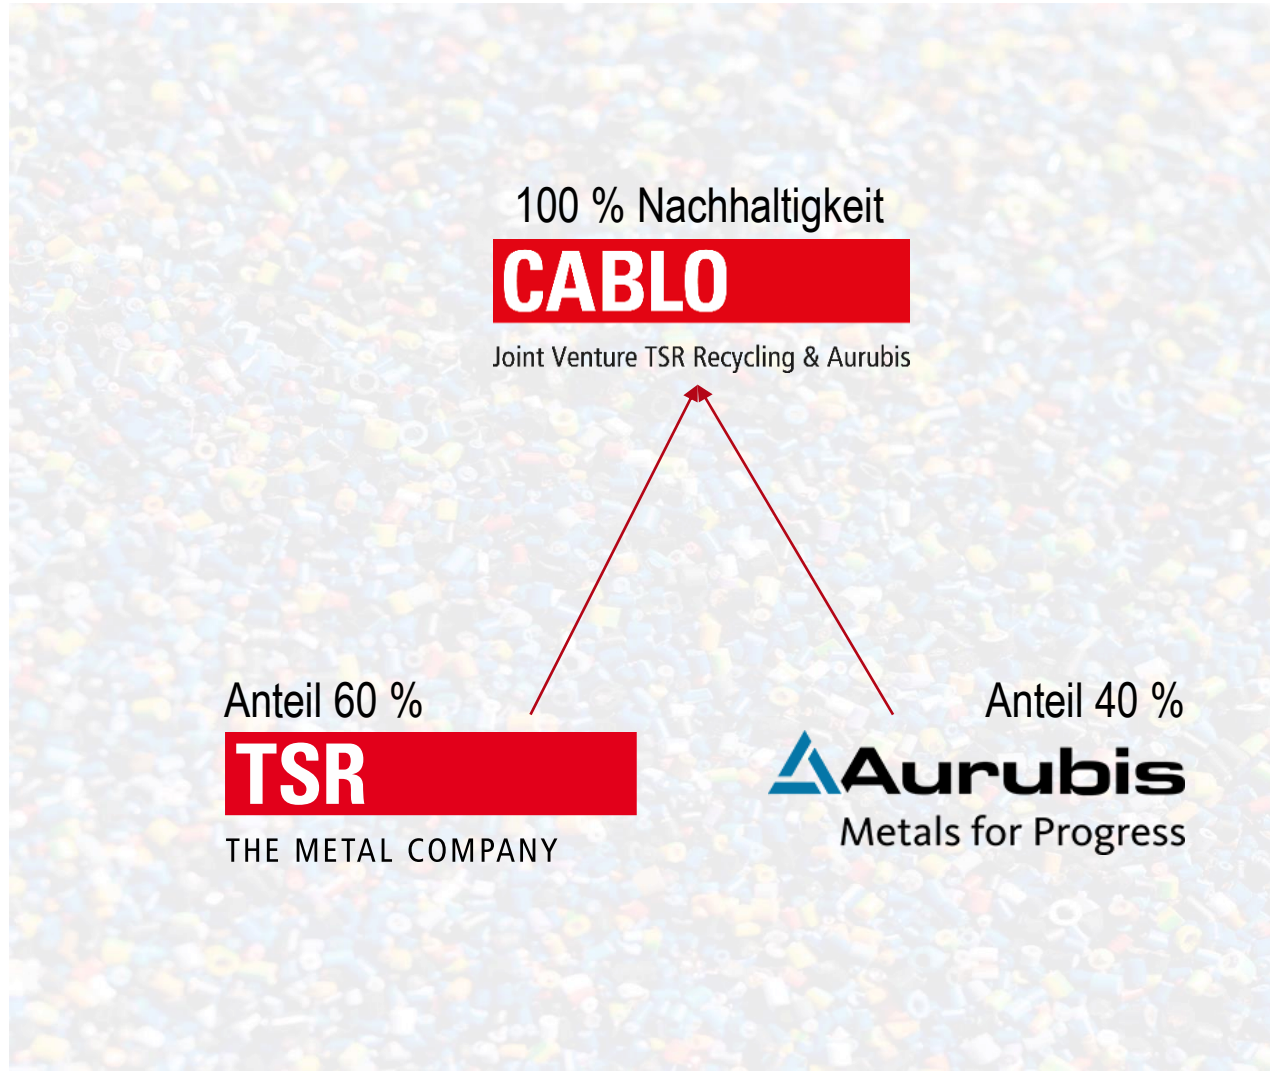 100 % Nachhaltigkeit
CABLO
Joint Venture TSR Recycling & Aurubis
Anteil 60 %
TSR
THE METAL COMPANY
Anteil 40 %
Aurubis
Metals for Progress